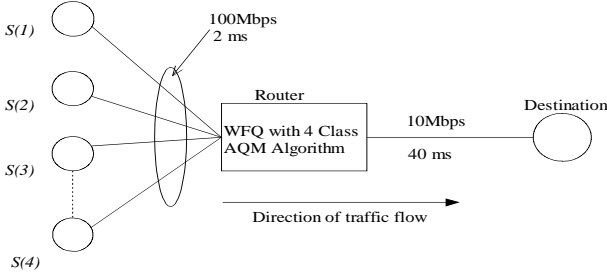 S(1)
S(2)
S(3)
S(4)
100Mbps
2 ms
Router
WFQ with 4 Class
AQM Algorithm
10Mbps
40 ms
Destination
Direction of traffic flow